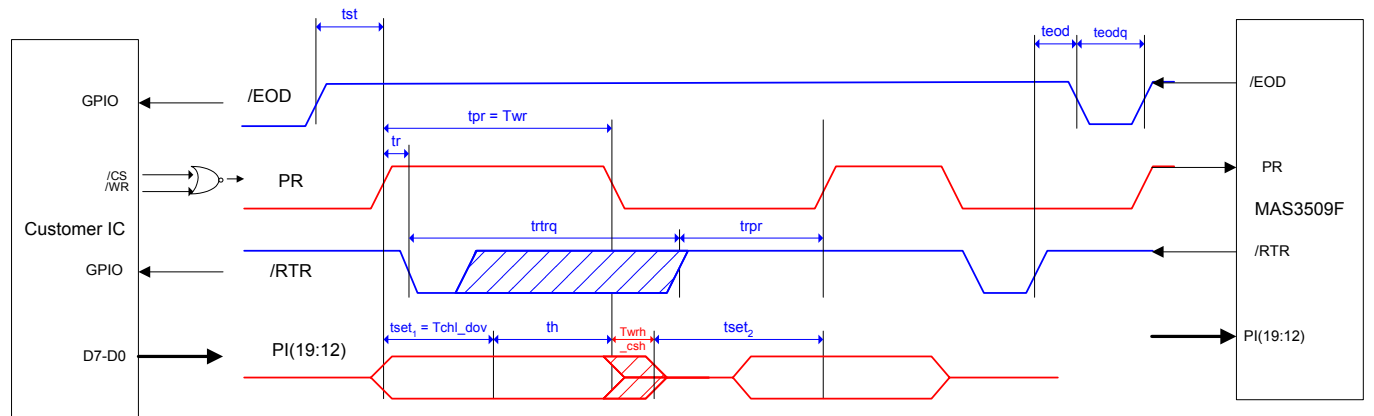 tst
teod
teodq
GPIO
/EOD
/EOD
tpr = Twr
tr
/CS
/WR
PR
PR
Customer IC
MAS3509F
trtrq
trpr
GPIO
/RTR
/RTR
tset1 = Tchl_dov
th
Twrh
_csh
tset2
D7-D0
PI(19:12)
PI(19:12)